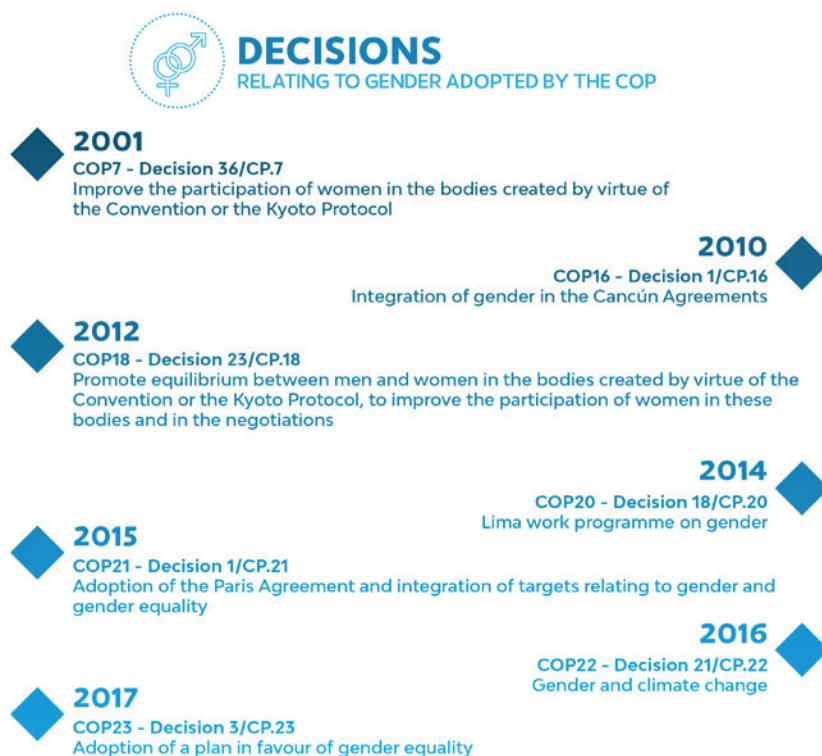 DECISIONS
RELATING TO GENDER ADOPTED BY THE COP
2001
COP7 - Decision 36/CP.7
Improve the participation of women in the bodies created by virtue of
the Convention or the Kyoto Protocol
2010
COP16 - Decision 1/CP.16
Integration of gender in the Cancún Agreements
2012
COP18 - Decision 23/CP.18
Promote equilibrium between men and women in the bodies created by virtue of the
Convention or the Kyoto Protocol, to improve the participation of women in these
bodies and in the negotiations
2014
COP20 - Decision 18/CP.20
Lima work programme on gender
2015
COP21 - Decision 1/CP.21
Adoption of the Paris Agreement and integration of targets relating to gender and
gender equality
2016
COP22 - Decision 21/CP.22
Gender and climate change
2017
COP23 - Decision 3/CP.23
Adoption of a plan in favour of gender equality